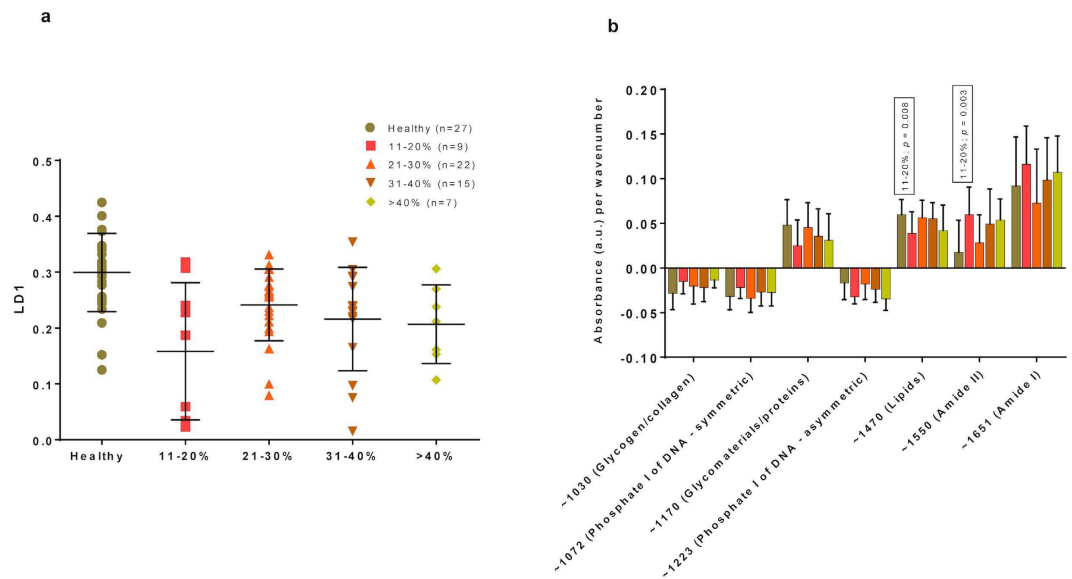 a
Healthy (n=27)
11-20% (n=9)
21-30% (n=22)
31-40% (n=15)
>40% (n=7)
LD1
0.5
0.4
0.3
0.2
0.1
0.0
Healthy
11-20%
21-30%
31-40%
>40%
b
Absorbance (a.u.) per wavenumber
0.20
0.15
0.10
0.05
0.00
-0.05
-0.10
11-20%: p = 0.008
11-20%; p = 0.003
~1030 (Glycogen/collagen)
~1072 (Phosphate I of DNA - symmetric)
~1170 (Glycomaterials/proteins)
~1223 (Phosphate I of DNA - asymmetric)
~1470 (Lipids)
~1550 (Amide II)
~1651 (Amide I)